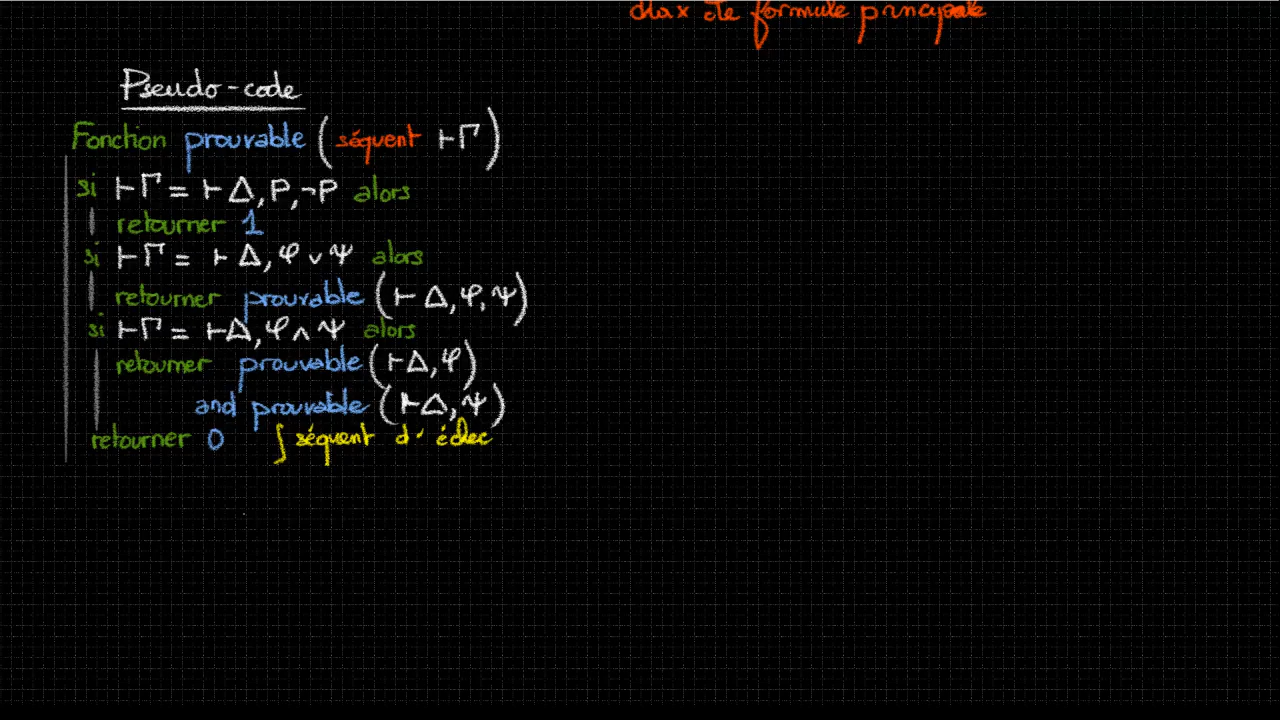 choix de formule principale
Pseudo-code
Fonction prouvable (séquent ⊢Γ)
si ⊢Γ = ⊢Δ, P, ¬P alors
retourner 1
si ⊢Γ = ⊢Δ, φ ∨ ψ alors
retourner prouvable (⊢Δ, φ, ψ)
si ⊢Γ = ⊢Δ, φ ∧ ψ alors
retourner prouvable (⊢Δ, φ)
and prouvable (⊢Δ, ψ)
retourner 0 ∫ séquent d'échec